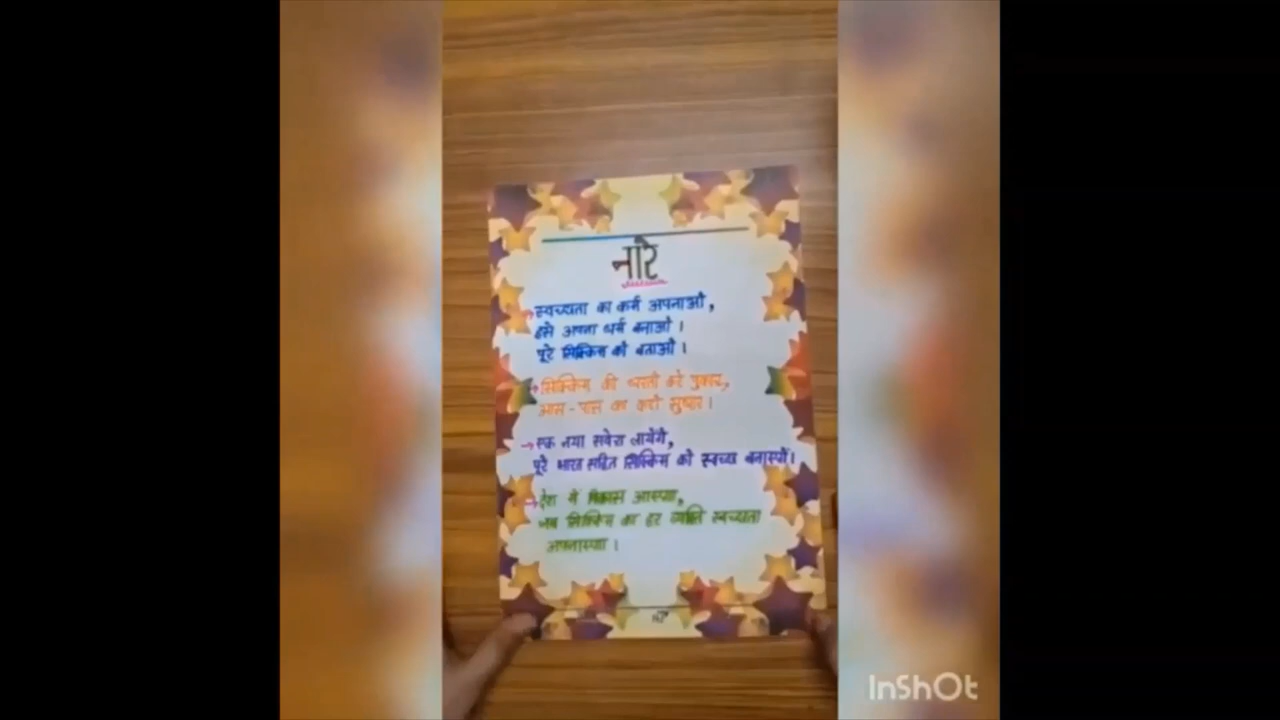 नारे
स्वच्छता का कर्म अपनाओ,
इसे अपना धर्म बनाओ ।
पूरे सिक्किम को बताओ ।
सिक्किम की धरती करे पुकार,
आस-पास का करो सुधार ।
एक नया सवेरा लायेंगे,
पूरे भारत सहित सिक्किम को स्वच्छ बनाएंगे ।
देश में विकास आएगा,
जब सिक्किम का हर व्यक्ति स्वच्छता
अपनाएगा ।
InShOt